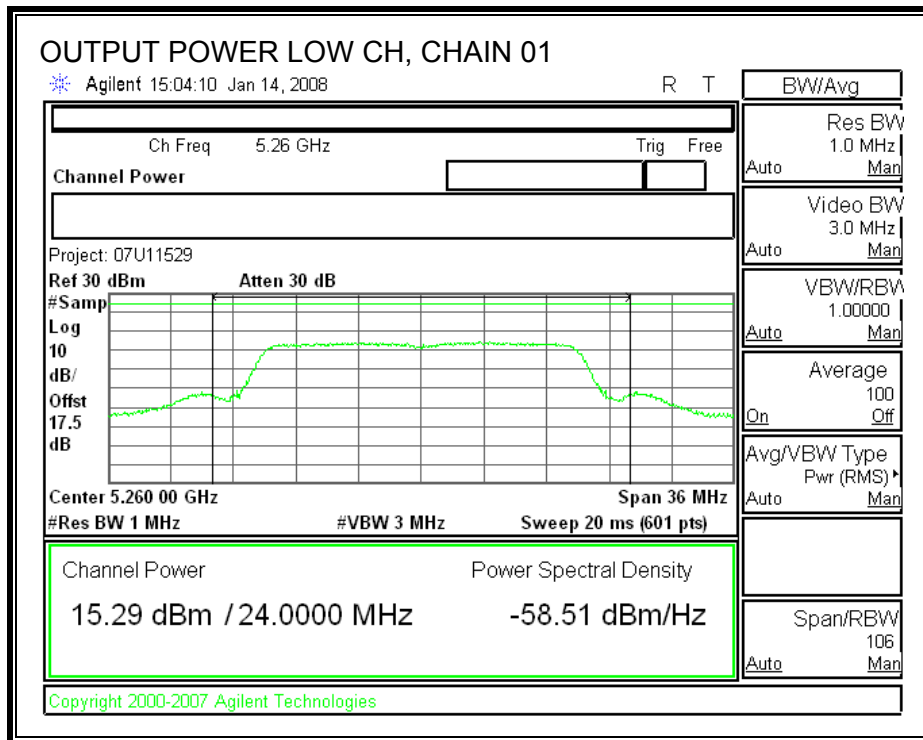 OUTPUT POWER LOW CH, CHAIN 01
Agilent 15:04:10 Jan 14, 2008 R T
BW/Avg
Ch Freq 5.26 GHz Trig Free
Channel Power
Res BW
1.0 MHz
Auto Man
Video BW
3.0 MHz
Auto Man
Project: 07U11529
Ref 30 dBm Atten 30 dB
#Samp
Log
10
dB/
Offst
17.5
dB
VBW/RBW
1.00000
Auto Man
Average
100
On Off
Avg/VBW Type
Pwr (RMS)
Auto Man
Center 5.260 00 GHz Span 36 MHz
#Res BW 1 MHz #VBW 3 MHz Sweep 20 ms (601 pts)
Channel Power Power Spectral Density
15.29 dBm / 24.0000 MHz -58.51 dBm/Hz
Span/RBW
106
Auto Man
Copyright 2000-2007 Agilent Technologies